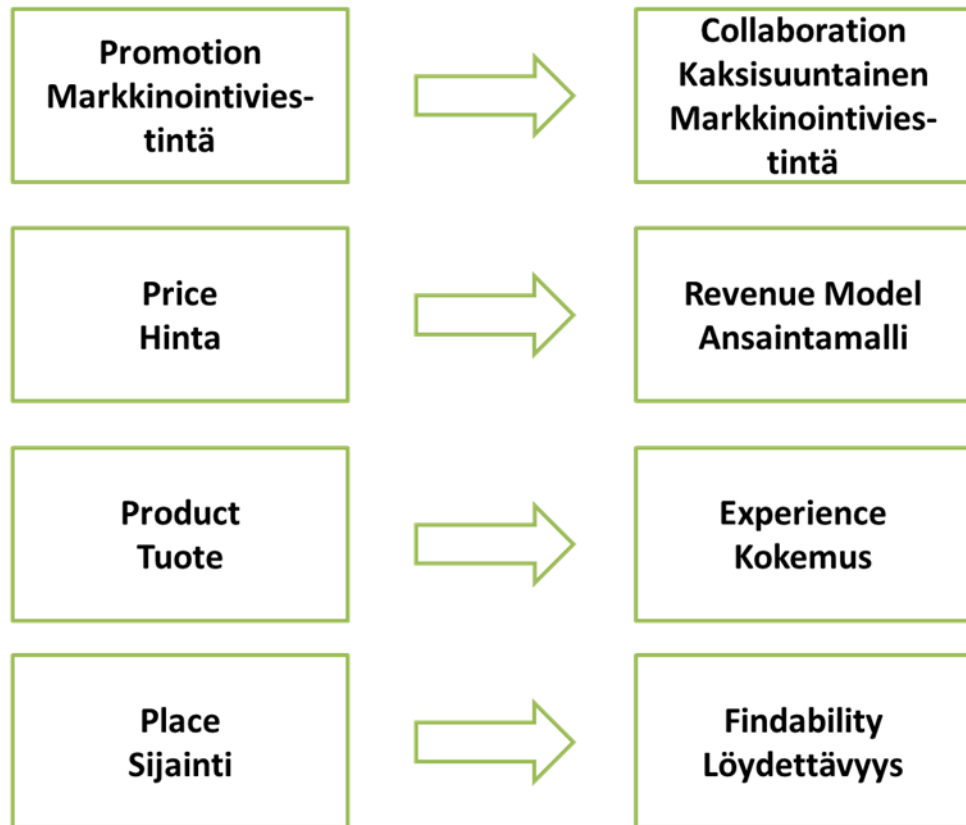 Promotion
Markkinointivies-
tintä
Collaboration
Kaksisuuntainen
Markkinointivies-
tintä
Price
Hinta
Revenue Model
Ansaintamalli
Product
Tuote
Experience
Kokemus
Place
Sijainti
Findability
Löydettävyys